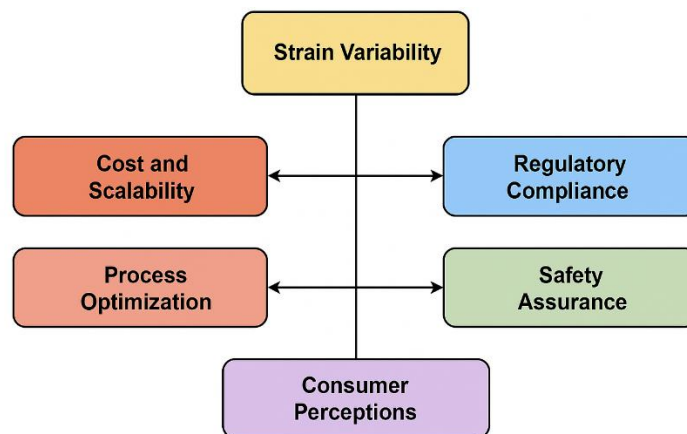 Strain Variability
Cost and
Scalability
Regulatory
Compliance
Process
Optimization
Safety
Assurance
Consumer
Perceptions